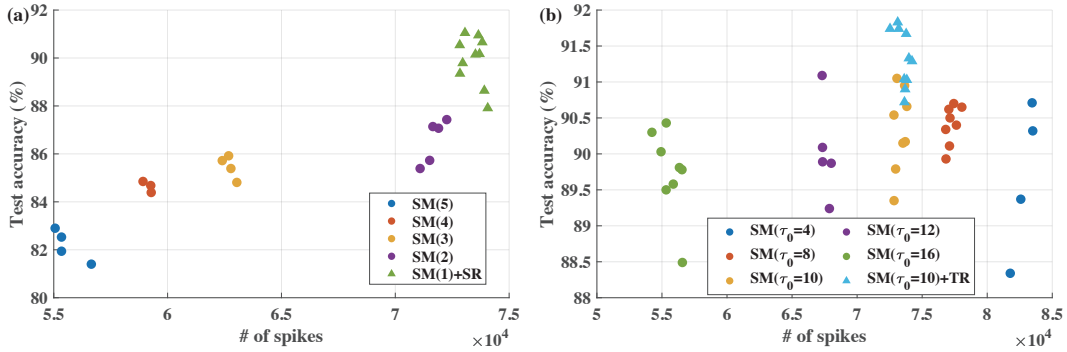 (a)
92
90
88
86
84
82
80
Test accuracy (%)
5.5
6
6.5
7
7.5
×10⁴
# of spikes
SM(5)
SM(4)
SM(3)
SM(2)
SM(1)+SR
(b)
92
91.5
91
90.5
90
89.5
89
88.5
88
Test accuracy (%)
5
5.5
6
6.5
7
7.5
8
8.5
×10⁴
# of spikes
SM(τ₀=4)
SM(τ₀=8)
SM(τ₀=10)
SM(τ₀=12)
SM(τ₀=16)
SM(τ₀=10)+TR